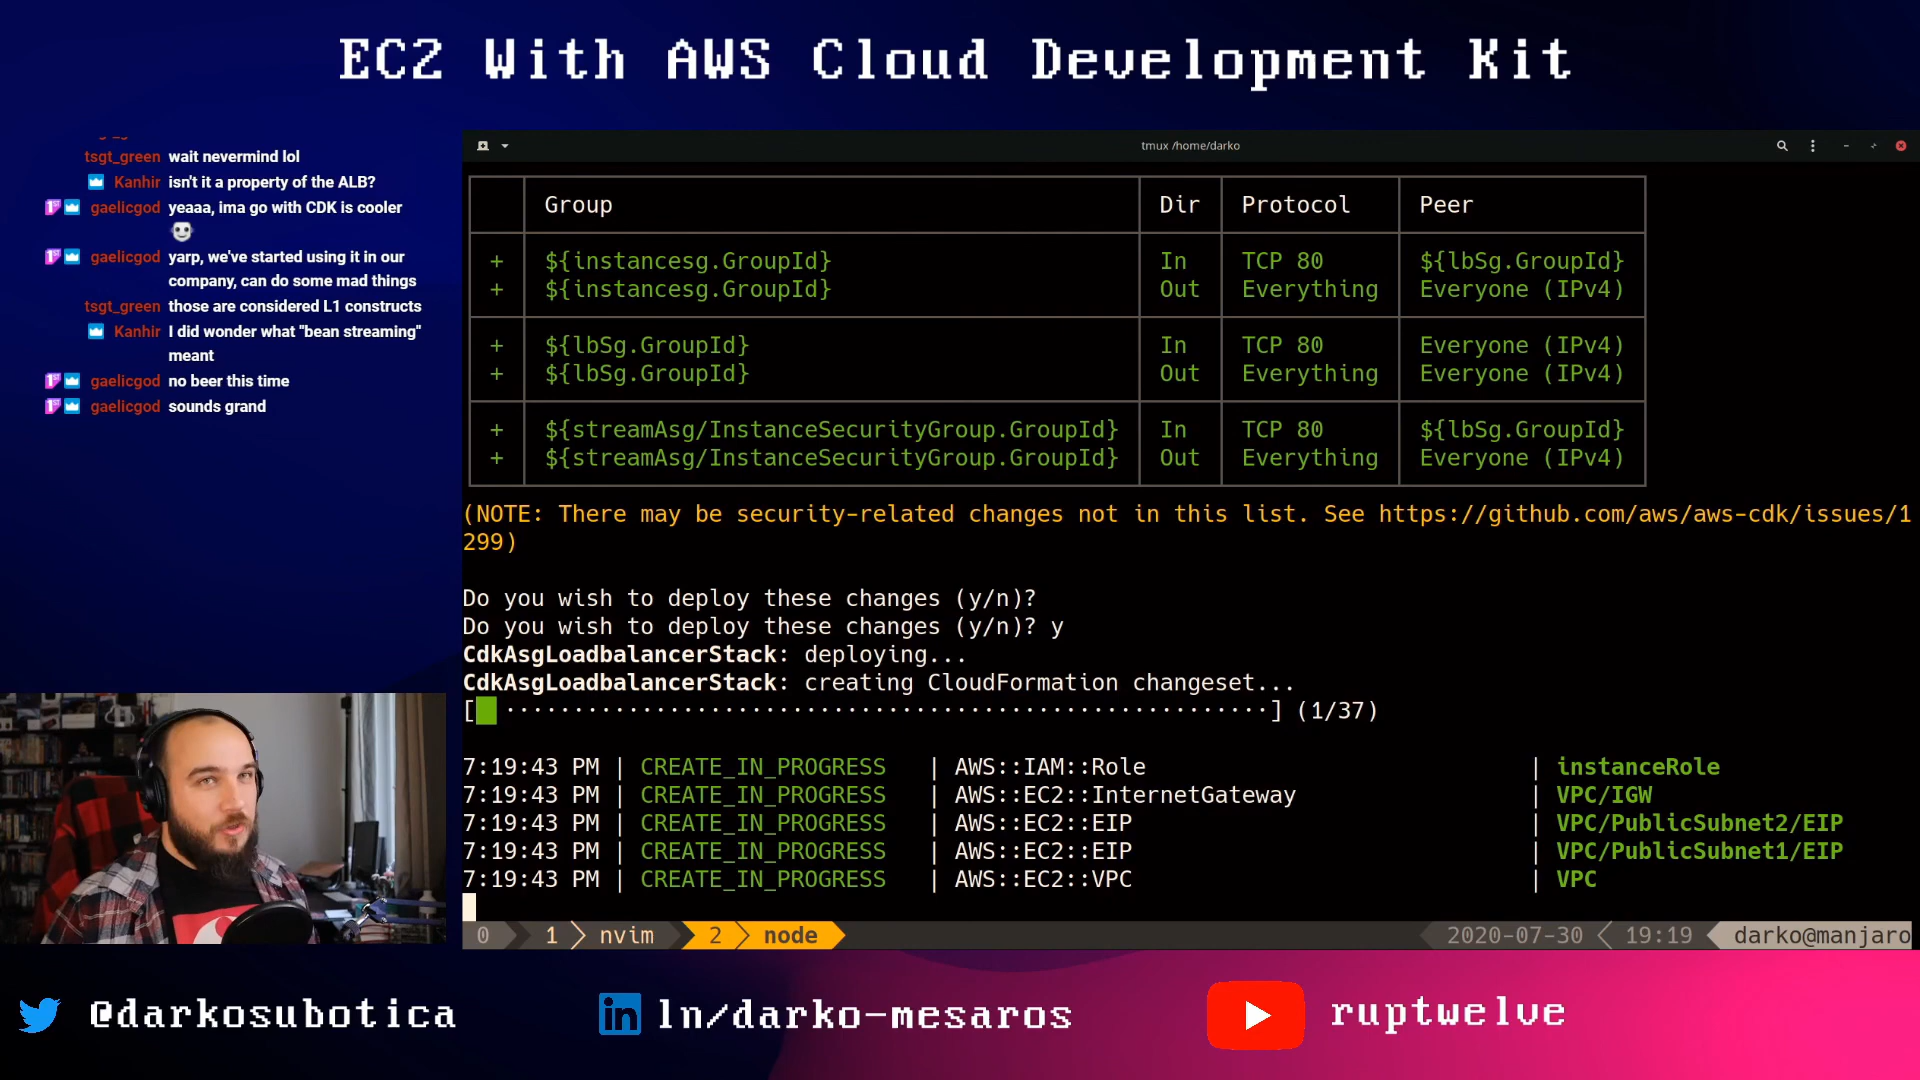 EC2 With AWS Cloud Development Kit
tsgt_green wait nevermind lol
Kanhir isn't it a property of the ALB?
gaelicgod yeaaa, ima go with CDK is cooler
gaelicgod yarp, we've started using it in our
company, can do some mad things
tsgt_green those are considered L1 constructs
Kanhir I did wonder what "bean streaming"
meant
gaelicgod no beer this time
gaelicgod sounds grand
tmux /home/darko
Group Dir Protocol Peer
+ ${instancesg.GroupId} In TCP 80 ${lbSg.GroupId}
+ ${instancesg.GroupId} Out Everything Everyone (IPv4)
+ ${lbSg.GroupId} In TCP 80 Everyone (IPv4)
+ ${lbSg.GroupId} Out Everything Everyone (IPv4)
+ ${streamAsg/InstanceSecurityGroup.GroupId} In TCP 80 ${lbSg.GroupId}
+ ${streamAsg/InstanceSecurityGroup.GroupId} Out Everything Everyone (IPv4)
(NOTE: There may be security-related changes not in this list. See https://github.com/aws/aws-cdk/issues/1
299)
Do you wish to deploy these changes (y/n)?
Do you wish to deploy these changes (y/n)? y
CdkAsgLoadbalancerStack: deploying...
CdkAsgLoadbalancerStack: creating CloudFormation changeset...
[························································] (1/37)
7:19:43 PM | CREATE_IN_PROGRESS | AWS::IAM::Role | instanceRole
7:19:43 PM | CREATE_IN_PROGRESS | AWS::EC2::InternetGateway | VPC/IGW
7:19:43 PM | CREATE_IN_PROGRESS | AWS::EC2::EIP | VPC/PublicSubnet2/EIP
7:19:43 PM | CREATE_IN_PROGRESS | AWS::EC2::EIP | VPC/PublicSubnet1/EIP
7:19:43 PM | CREATE_IN_PROGRESS | AWS::EC2::VPC | VPC
0 1 nvim 2 node 2020-07-30 19:19 darko@manjaro
@darkosubotica in ln/darko-mesaros ruptwelve